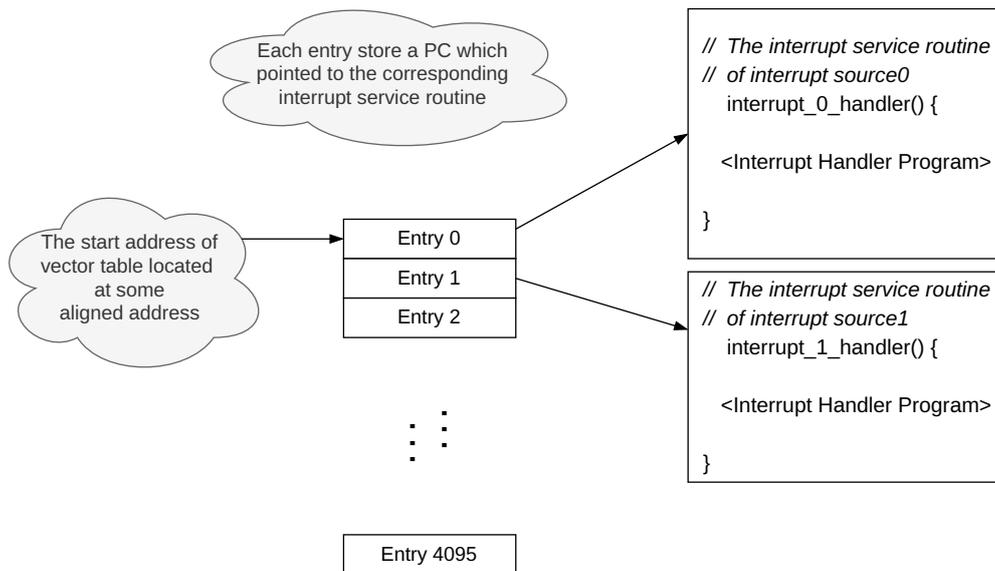 Each entry store a PC which
pointed to the corresponding
interrupt service routine
The start address of
vector table located
at some
aligned address
Entry 0
Entry 1
Entry 2
Entry 4095
// The interrupt service routine
// of interrupt source0
interrupt_0_handler() {
<Interrupt Handler Program>
}
// The interrupt service routine
// of interrupt source1
interrupt_1_handler() {
<Interrupt Handler Program>
}